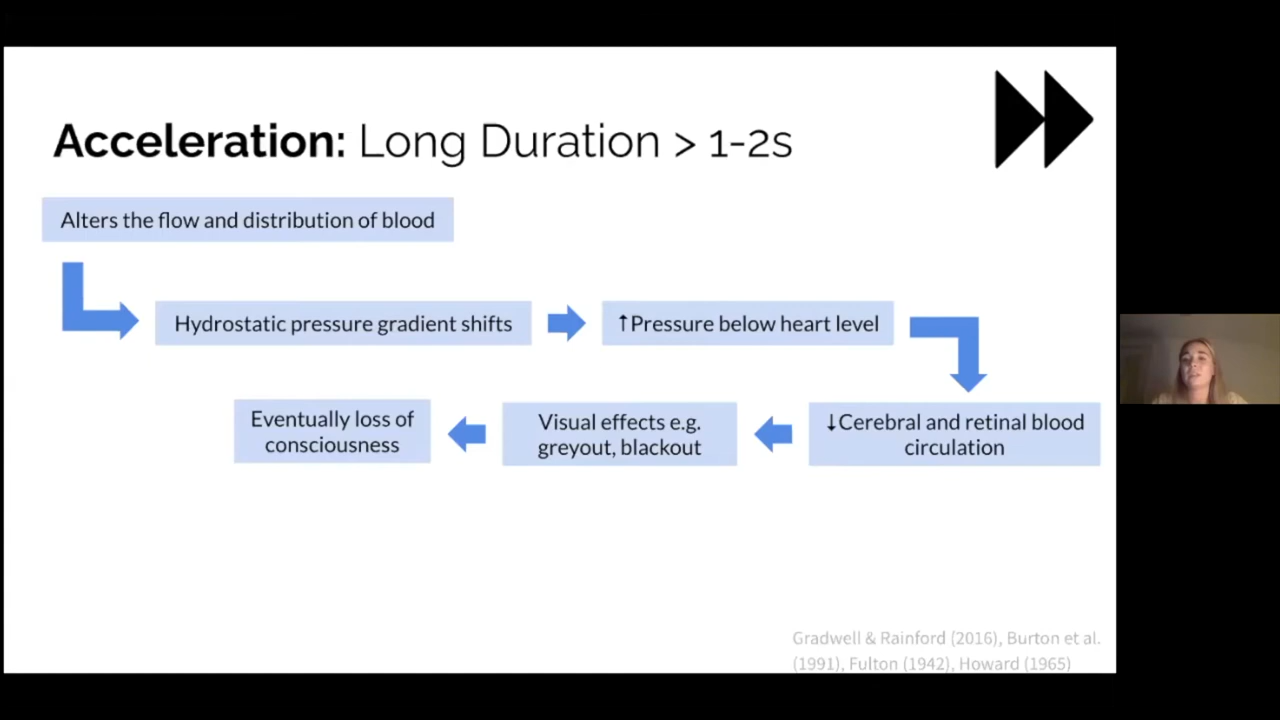 Acceleration: Long Duration > 1-2s
Alters the flow and distribution of blood
Hydrostatic pressure gradient shifts
↑Pressure below heart level
↓Cerebral and retinal blood
circulation
Visual effects e.g.
greyout, blackout
Eventually loss of
consciousness
Gradwell & Rainford (2016), Burton et al.
(1991), Fulton (1942), Howard (1965)